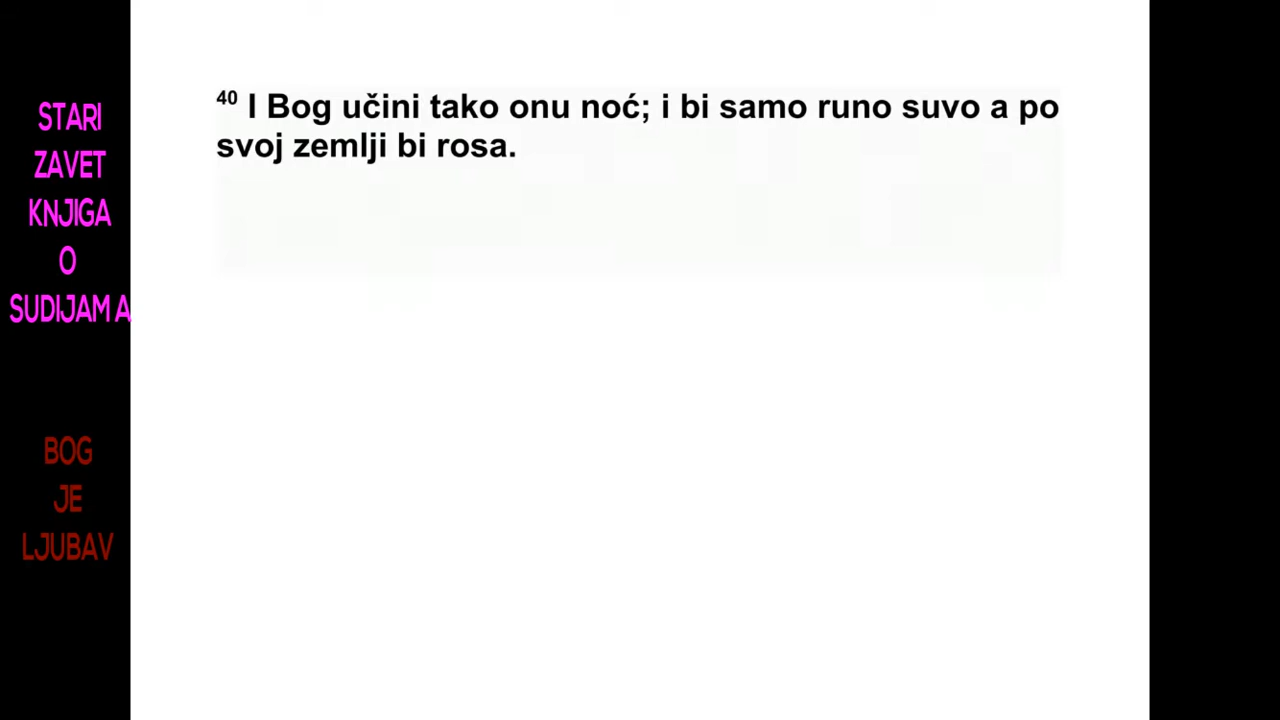 STARI
ZAVET
KNJIGA
O
SUDIJAMA
BOG
JE
LJUBAV
40 I Bog učini tako onu noć; i bi samo runo suvo a po
svoj zemlji bi rosa.